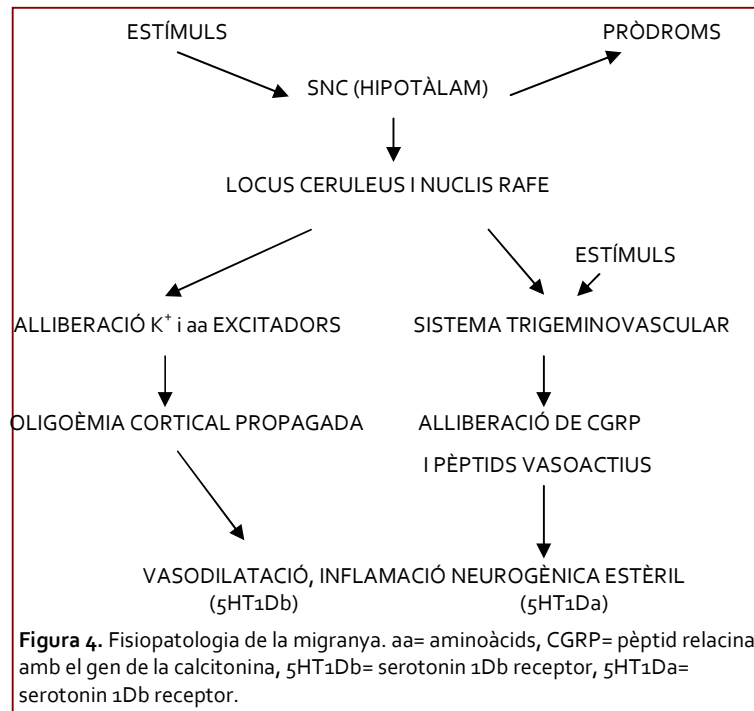 ESTÍMULS PRÒDROMS
SNC (HIPOTÀLAM)
LOCUS CERULEUS I NUCLIS RAFE
ESTÍMULS
ALLIBERACIÓ K+ i aa EXCITADORS SISTEMA TRIGEMINOVASCULAR
OLIGOÈMIA CORTICAL PROPAGADA ALLIBERACIÓ DE CGRP
I PÈPTIDS VASOACTIUS
VASODILATACIÓ, INFLAMACIÓ NEUROGÈNICA ESTÈRIL
(5HT1Db) (5HT1Da)
Figura 4. Fisiopatologia de la migranya. aa= aminoàcids, CGRP= pèptid relacina
amb el gen de la calcitonina, 5HT1Db= serotonin 1Db receptor, 5HT1Da=
serotonin 1Db receptor.